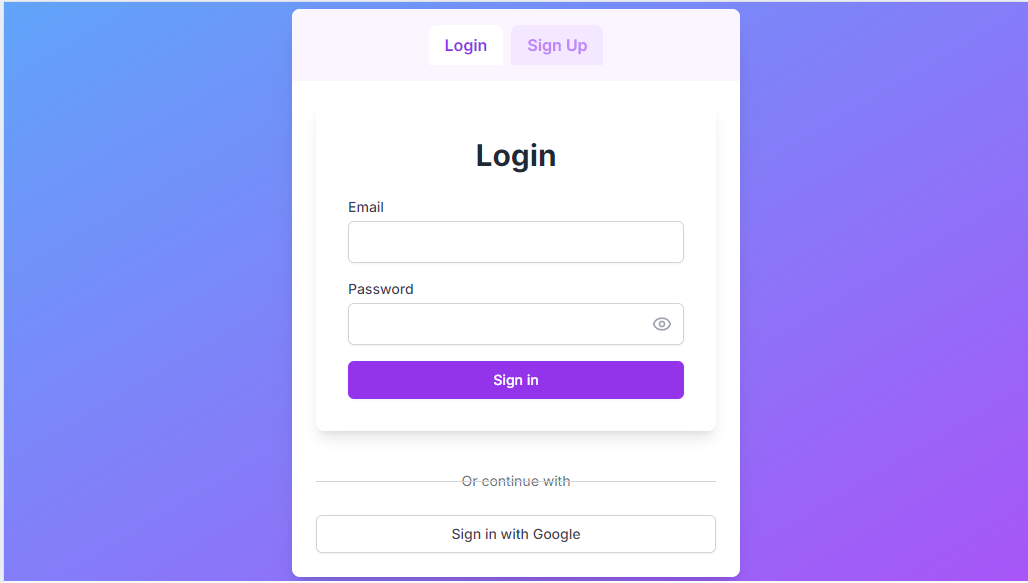 Login
Sign Up
Login
Email
Password
Sign in
Or continue with
Sign in with Google